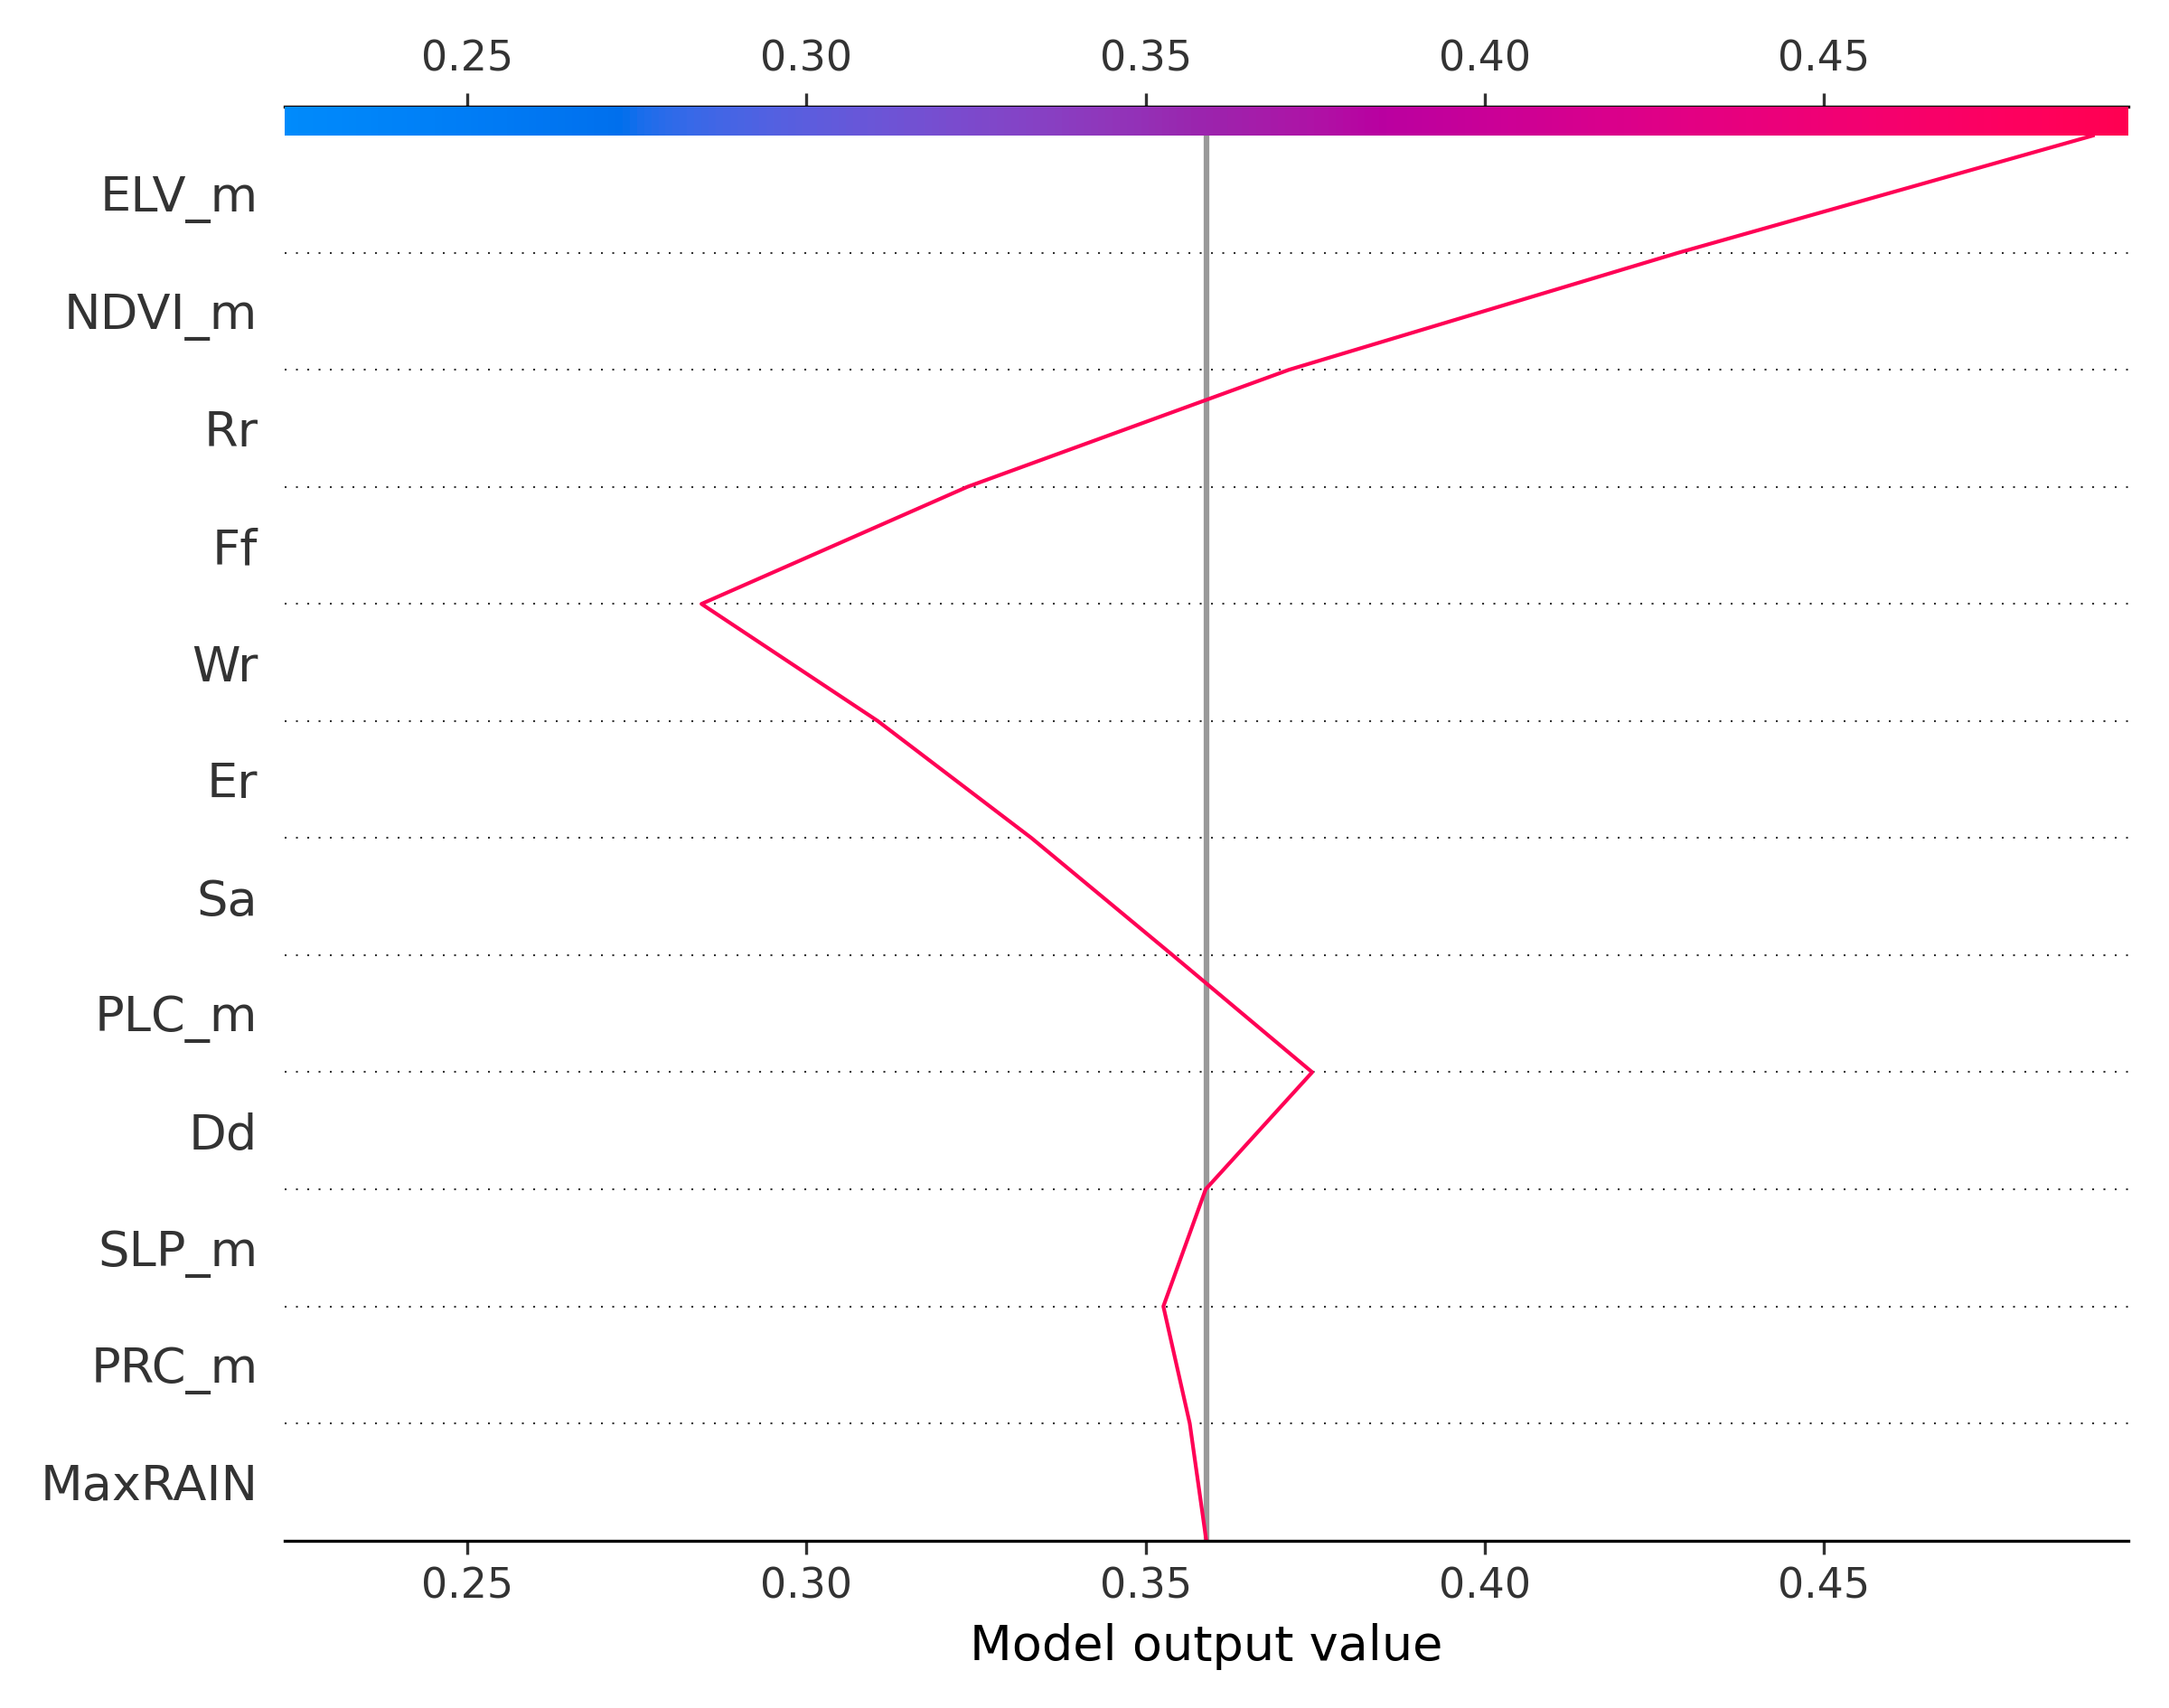 0.25 0.30 0.35 0.40 0.45
ELV_m
NDVI_m
Rr
Ff
Wr
Er
Sa
PLC_m
Dd
SLP_m
PRC_m
MaxRAIN
0.25 0.30 0.35 0.40 0.45
Model output value